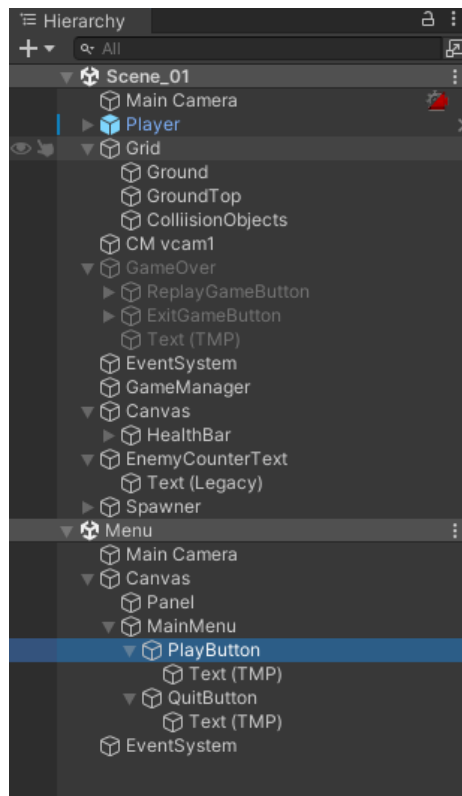 Hierarchy
All
Scene_01
Main Camera
Player
Grid
Ground
GroundTop
ColliisionObjects
CM vcam1
GameOver
ReplayGameButton
ExitGameButton
Text (TMP)
EventSystem
GameManager
Canvas
HealthBar
EnemyCounterText
Text (Legacy)
Spawner
Menu
Main Camera
Canvas
Panel
MainMenu
PlayButton
Text (TMP)
QuitButton
Text (TMP)
EventSystem